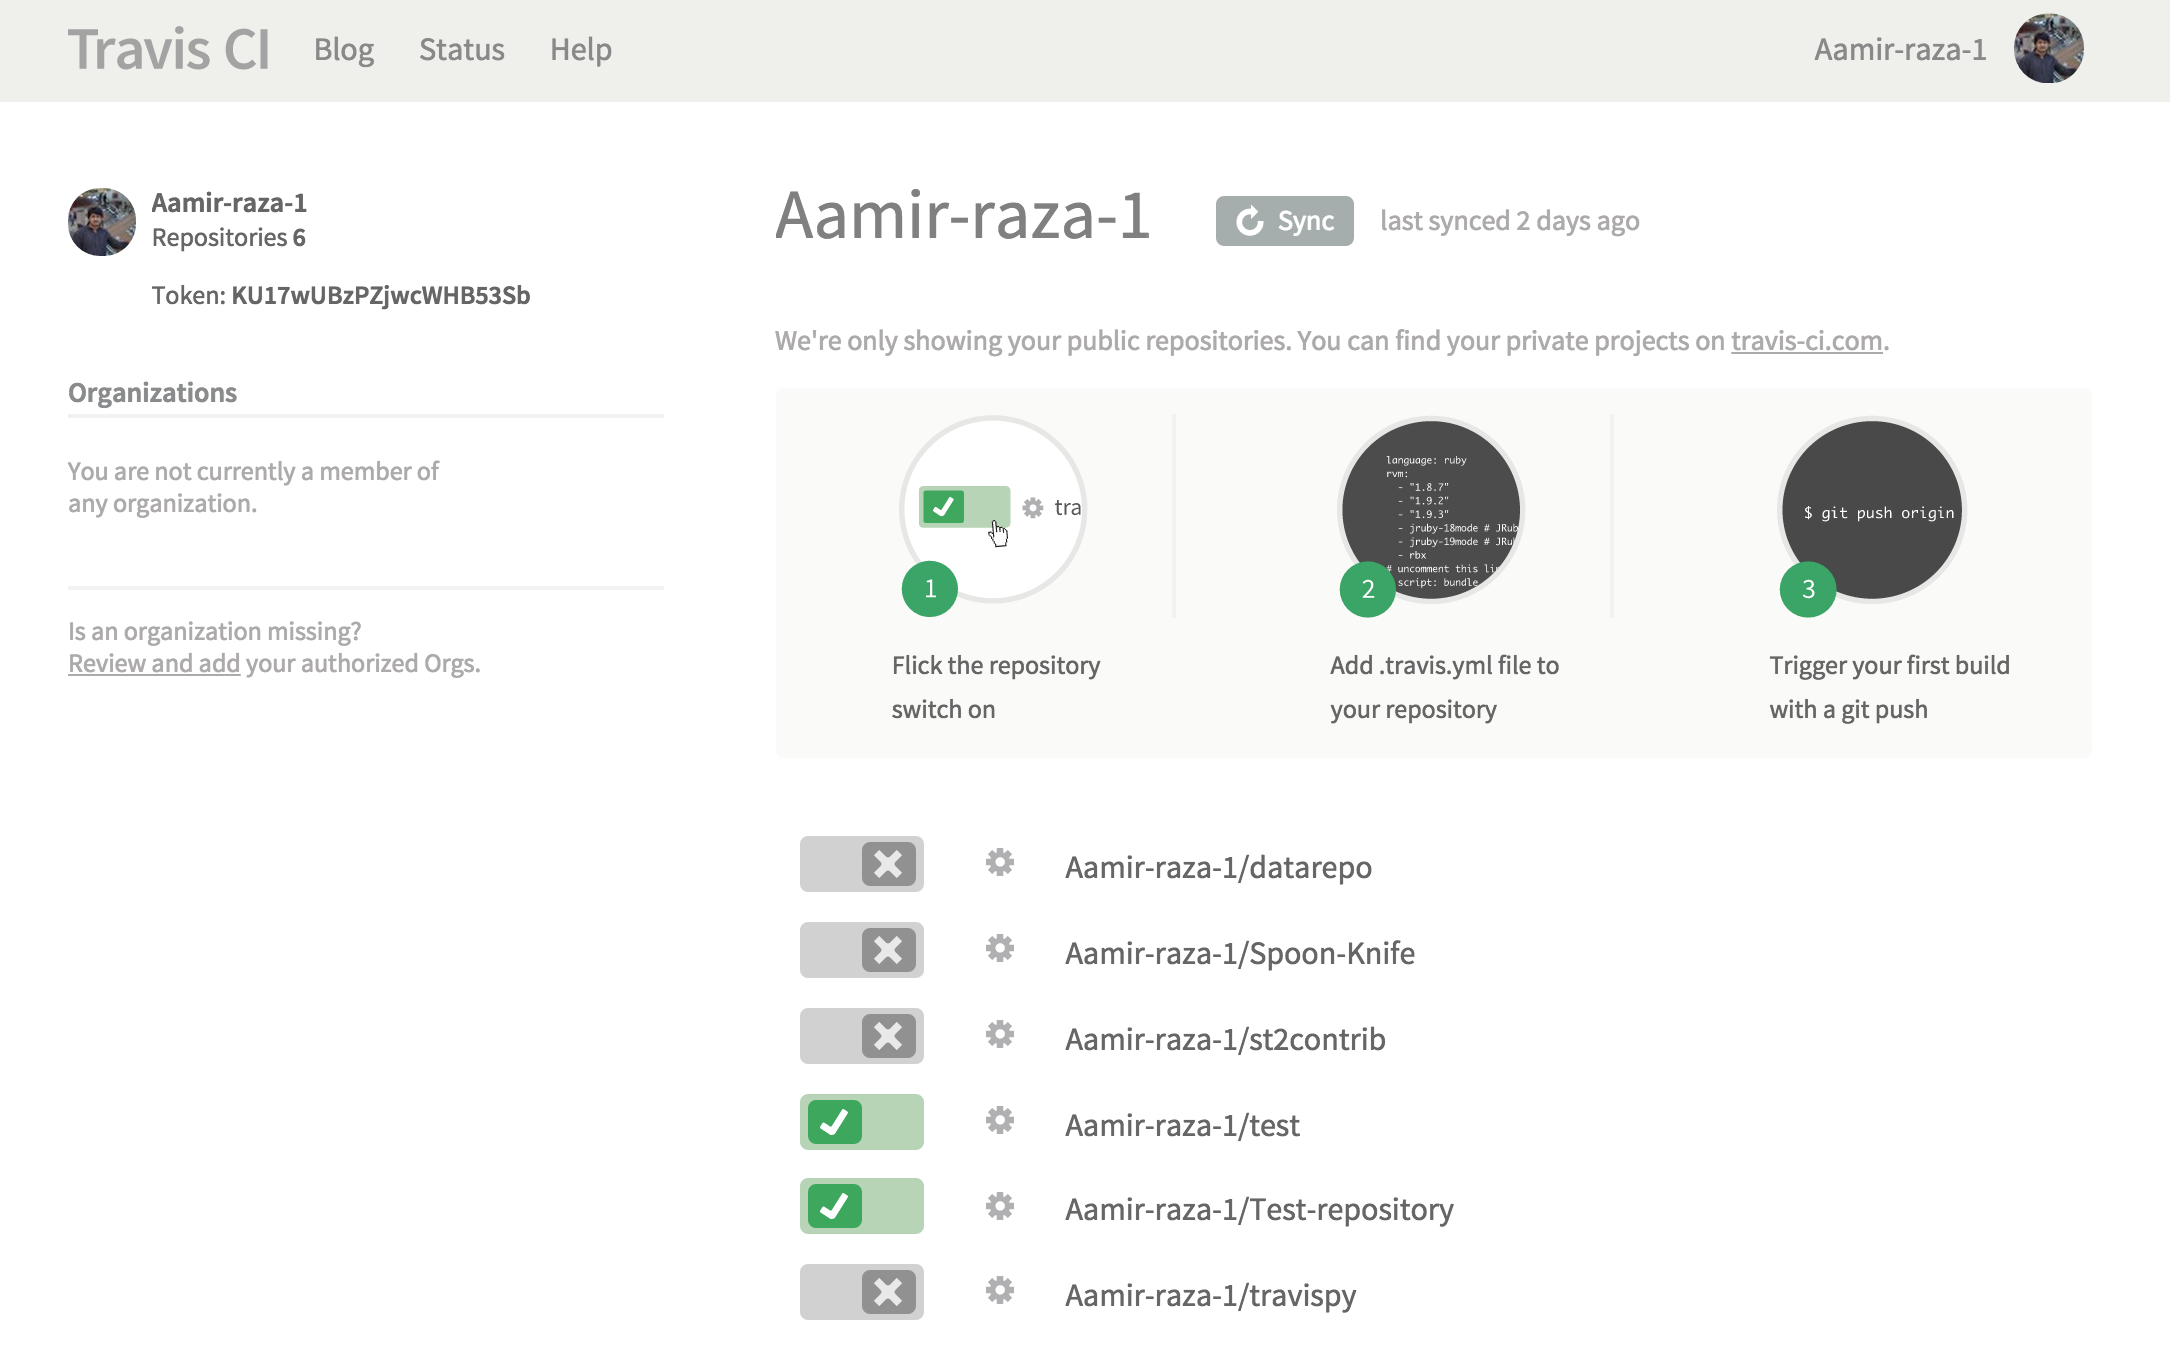 Travis CI Blog Status Help Aamir-raza-1
Aamir-raza-1
Repositories 6
Token: KU17wUBzPZjwcWHB53Sb
Organizations
You are not currently a member of
any organization.
Is an organization missing?
Review and add your authorized Orgs.
Aamir-raza-1 Sync last synced 2 days ago
We're only showing your public repositories. You can find your private projects on travis-ci.com.
tra
1
Flick the repository
switch on
language: ruby
rvm:
- "1.8.7"
- "1.9.2"
- "1.9.3"
- jruby-18mode # JRub
- jruby-19mode # JRu
- rbx
# uncomment this li
script: bundle
2
Add .travis.yml file to
your repository
$ git push origin
3
Trigger your first build
with a git push
Aamir-raza-1/datarepo
Aamir-raza-1/Spoon-Knife
Aamir-raza-1/st2contrib
Aamir-raza-1/test
Aamir-raza-1/Test-repository
Aamir-raza-1/travispy